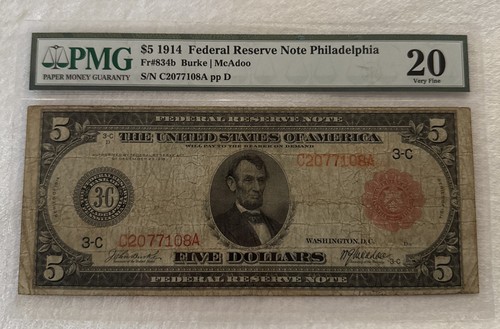 PMG
PAPER MONEY GUARANTY
$5 1914 Federal Reserve Note Philadelphia
Fr#834b Burke | McAdoo
S/N C2077108A pp D
20
Very Fine
FEDERAL RESERVE NOTE
5
5
3-C
THE UNITED STATES OF AMERICA
WILL PAY TO THE BEARER ON DEMAND
C2077108A
3-C
3-C
3-C
C2077108A
WASHINGTON, D.C.
3-C
5
FIVE DOLLARS
5
FEDERAL RESERVE NOTE